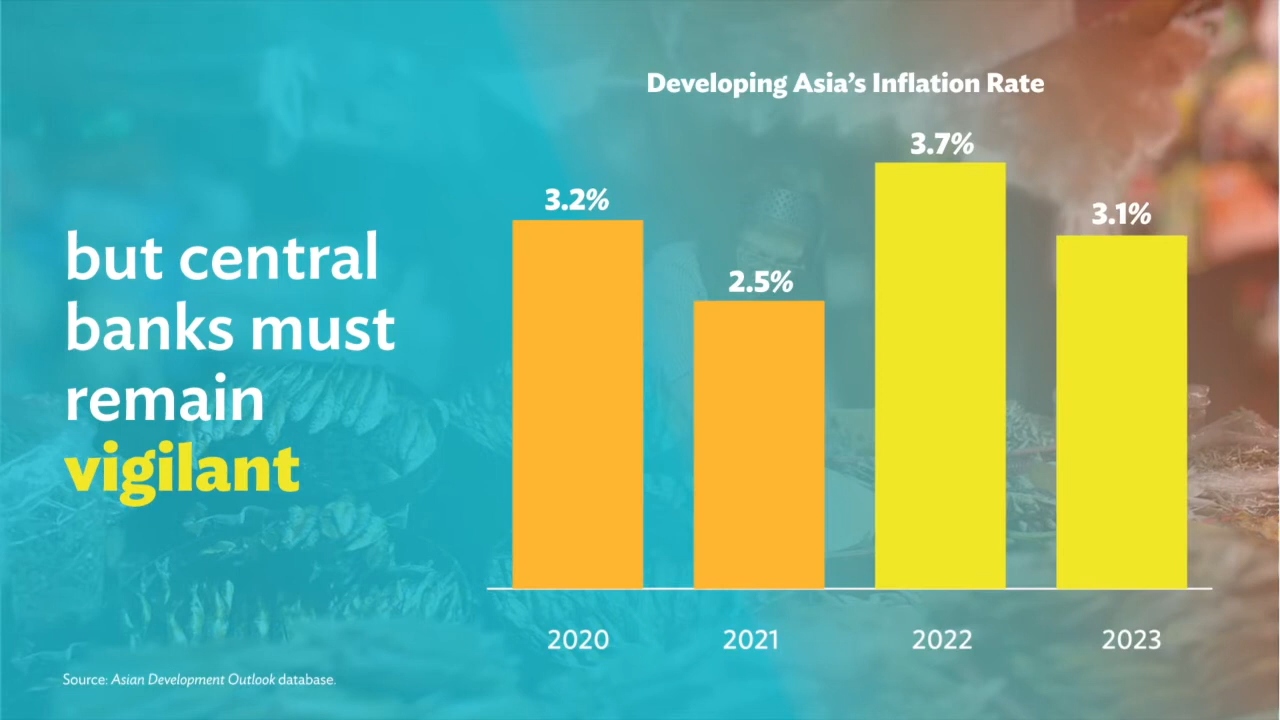 Developing Asia's Inflation Rate
3.7%
3.2%
3.1%
2.5%
but central
banks must
remain
vigilant
2020 2021 2022 2023
Source: Asian Development Outlook database.